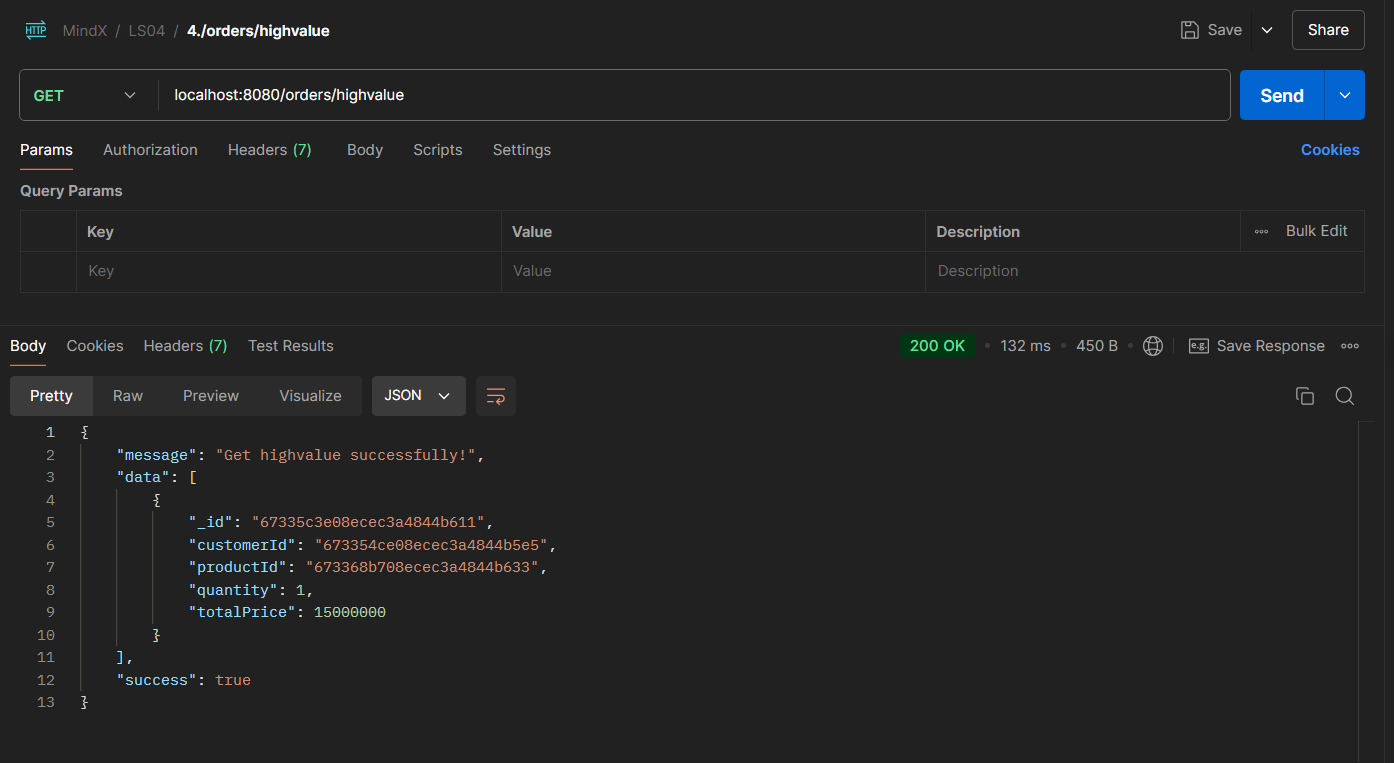 HTTP MindX / LS04 / 4./orders/highvalue Save Share
GET localhost:8080/orders/highvalue Send
Params Authorization Headers (7) Body Scripts Settings Cookies
Query Params
Key Value Description Bulk Edit
Key Value Description
Body Cookies Headers (7) Test Results 200 OK • 132 ms • 450 B • e.g. Save Response
Pretty Raw Preview Visualize JSON
1 {
2 "message": "Get highvalue successfully!",
3 "data": [
4 {
5 "_id": "67335c3e08ecec3a4844b611",
6 "customerId": "673354ce08ecec3a4844b5e5",
7 "productId": "673368b708ecec3a4844b633",
8 "quantity": 1,
9 "totalPrice": 15000000
10 }
11 ],
12 "success": true
13 }